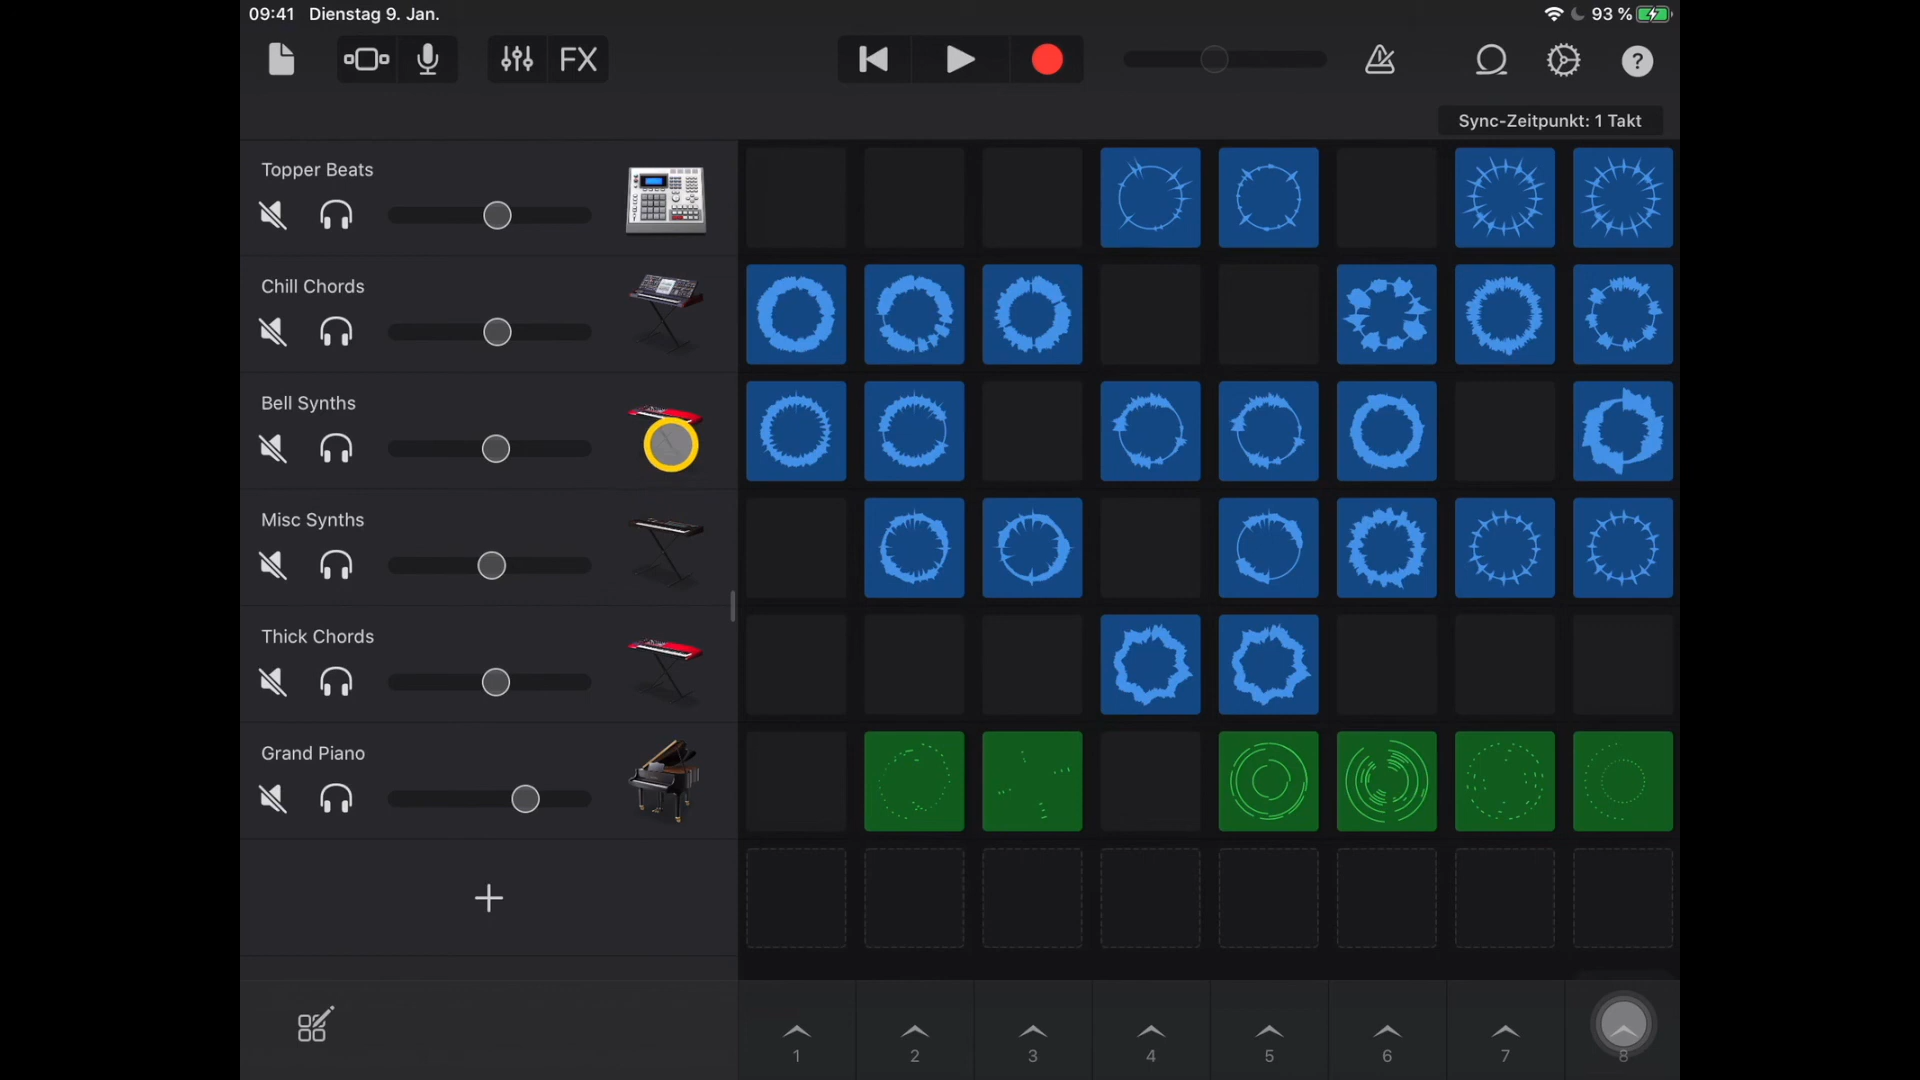 09:41 Dienstag 9. Jan. 93 %
FX
?
Sync-Zeitpunkt: 1 Takt
Topper Beats
Chill Chords
Bell Synths
Misc Synths
Thick Chords
Grand Piano
1 2 3 4 5 6 7 8